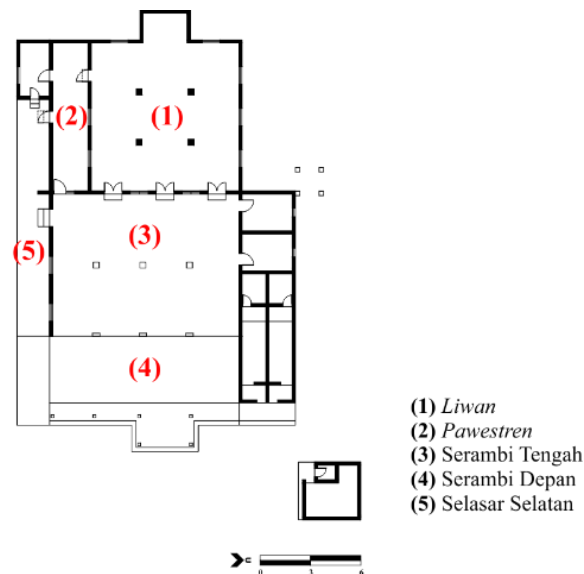 (1)
(2)
(3)
(5)
(4)
(1) Liwan
(2) Pawestren
(3) Serambi Tengah
(4) Serambi Depan
(5) Selasar Selatan
0 3 6